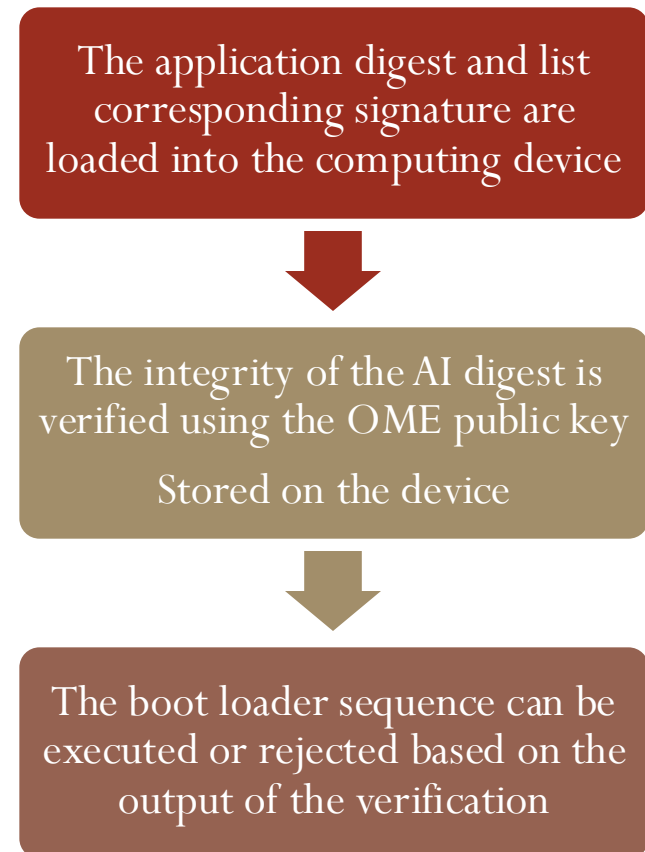 The application digest and list
corresponding signature are
loaded into the computing device
The integrity of the AI digest is
verified using the OME public key
Stored on the device
The boot loader sequence can be
executed or rejected based on the
output of the verification